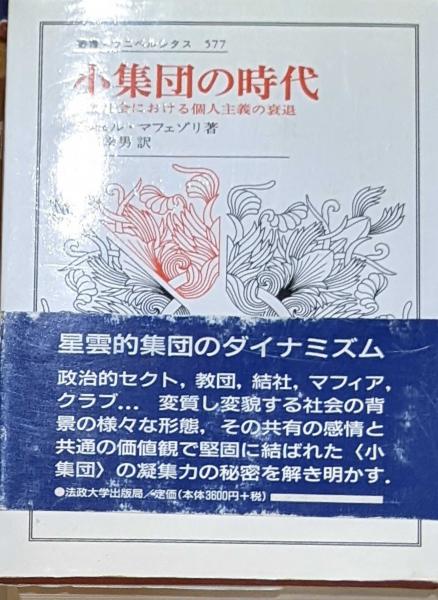 叢書・ウニベルシタス 577
小集団の時代
社会における個人主義の衰退
ェル・マフェゾリ著
幸男 訳
星雲的集団のダイナミズム
政治的セクト,教団,結社,マフィア,
クラブ... 変質し変貌する社会の背
景の様々な形態,その共有の感情と
共通の価値観で堅固に結ばれた〈小
集団〉の凝集力の秘密を解き明かす.
●法政大学出版局/定価(本体3600円+税)